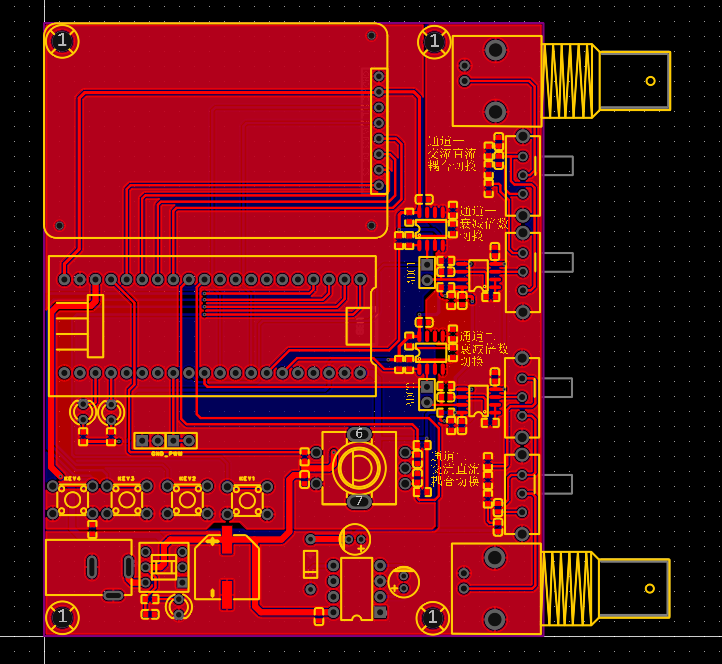 1
1
通道一
交流直流
耦合切换
通道一
衰减倍数
切换
ADC1
通道二
衰减倍数
切换
ADC2
6
通道二
交流直流
耦合切换
GND_PWM
KEY4
KEY3
KEY2
KEY1
7
+
+
+
1
1